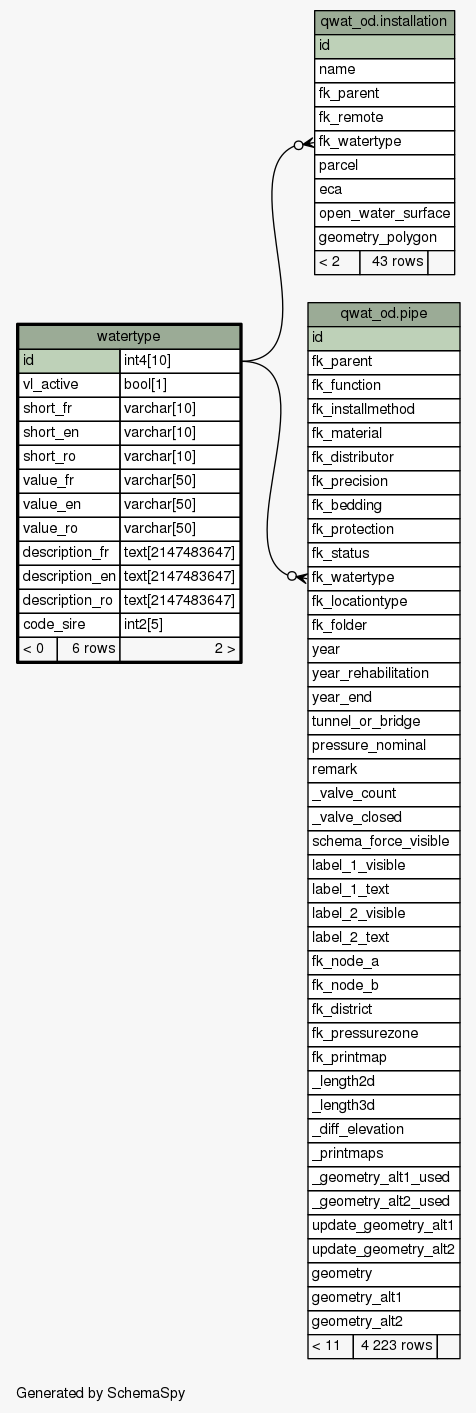 qwat_od.installation
id
name
fk_parent
fk_remote
fk_watertype
parcel
eca
open_water_surface
geometry_polygon
< 2 43 rows
watertype
id int4[10]
vl_active bool[1]
short_fr varchar[10]
short_en varchar[10]
short_ro varchar[10]
value_fr varchar[50]
value_en varchar[50]
value_ro varchar[50]
description_fr text[2147483647]
description_en text[2147483647]
description_ro text[2147483647]
code_sire int2[5]
< 0 6 rows 2 >
qwat_od.pipe
id
fk_parent
fk_function
fk_installmethod
fk_material
fk_distributor
fk_precision
fk_bedding
fk_protection
fk_status
fk_watertype
fk_locationtype
fk_folder
year
year_rehabilitation
year_end
tunnel_or_bridge
pressure_nominal
remark
_valve_count
_valve_closed
schema_force_visible
label_1_visible
label_1_text
label_2_visible
label_2_text
fk_node_a
fk_node_b
fk_district
fk_pressurezone
fk_printmap
_length2d
_length3d
_diff_elevation
_printmaps
_geometry_alt1_used
_geometry_alt2_used
update_geometry_alt1
update_geometry_alt2
geometry
geometry_alt1
geometry_alt2
< 11 4 223 rows
Generated by SchemaSpy